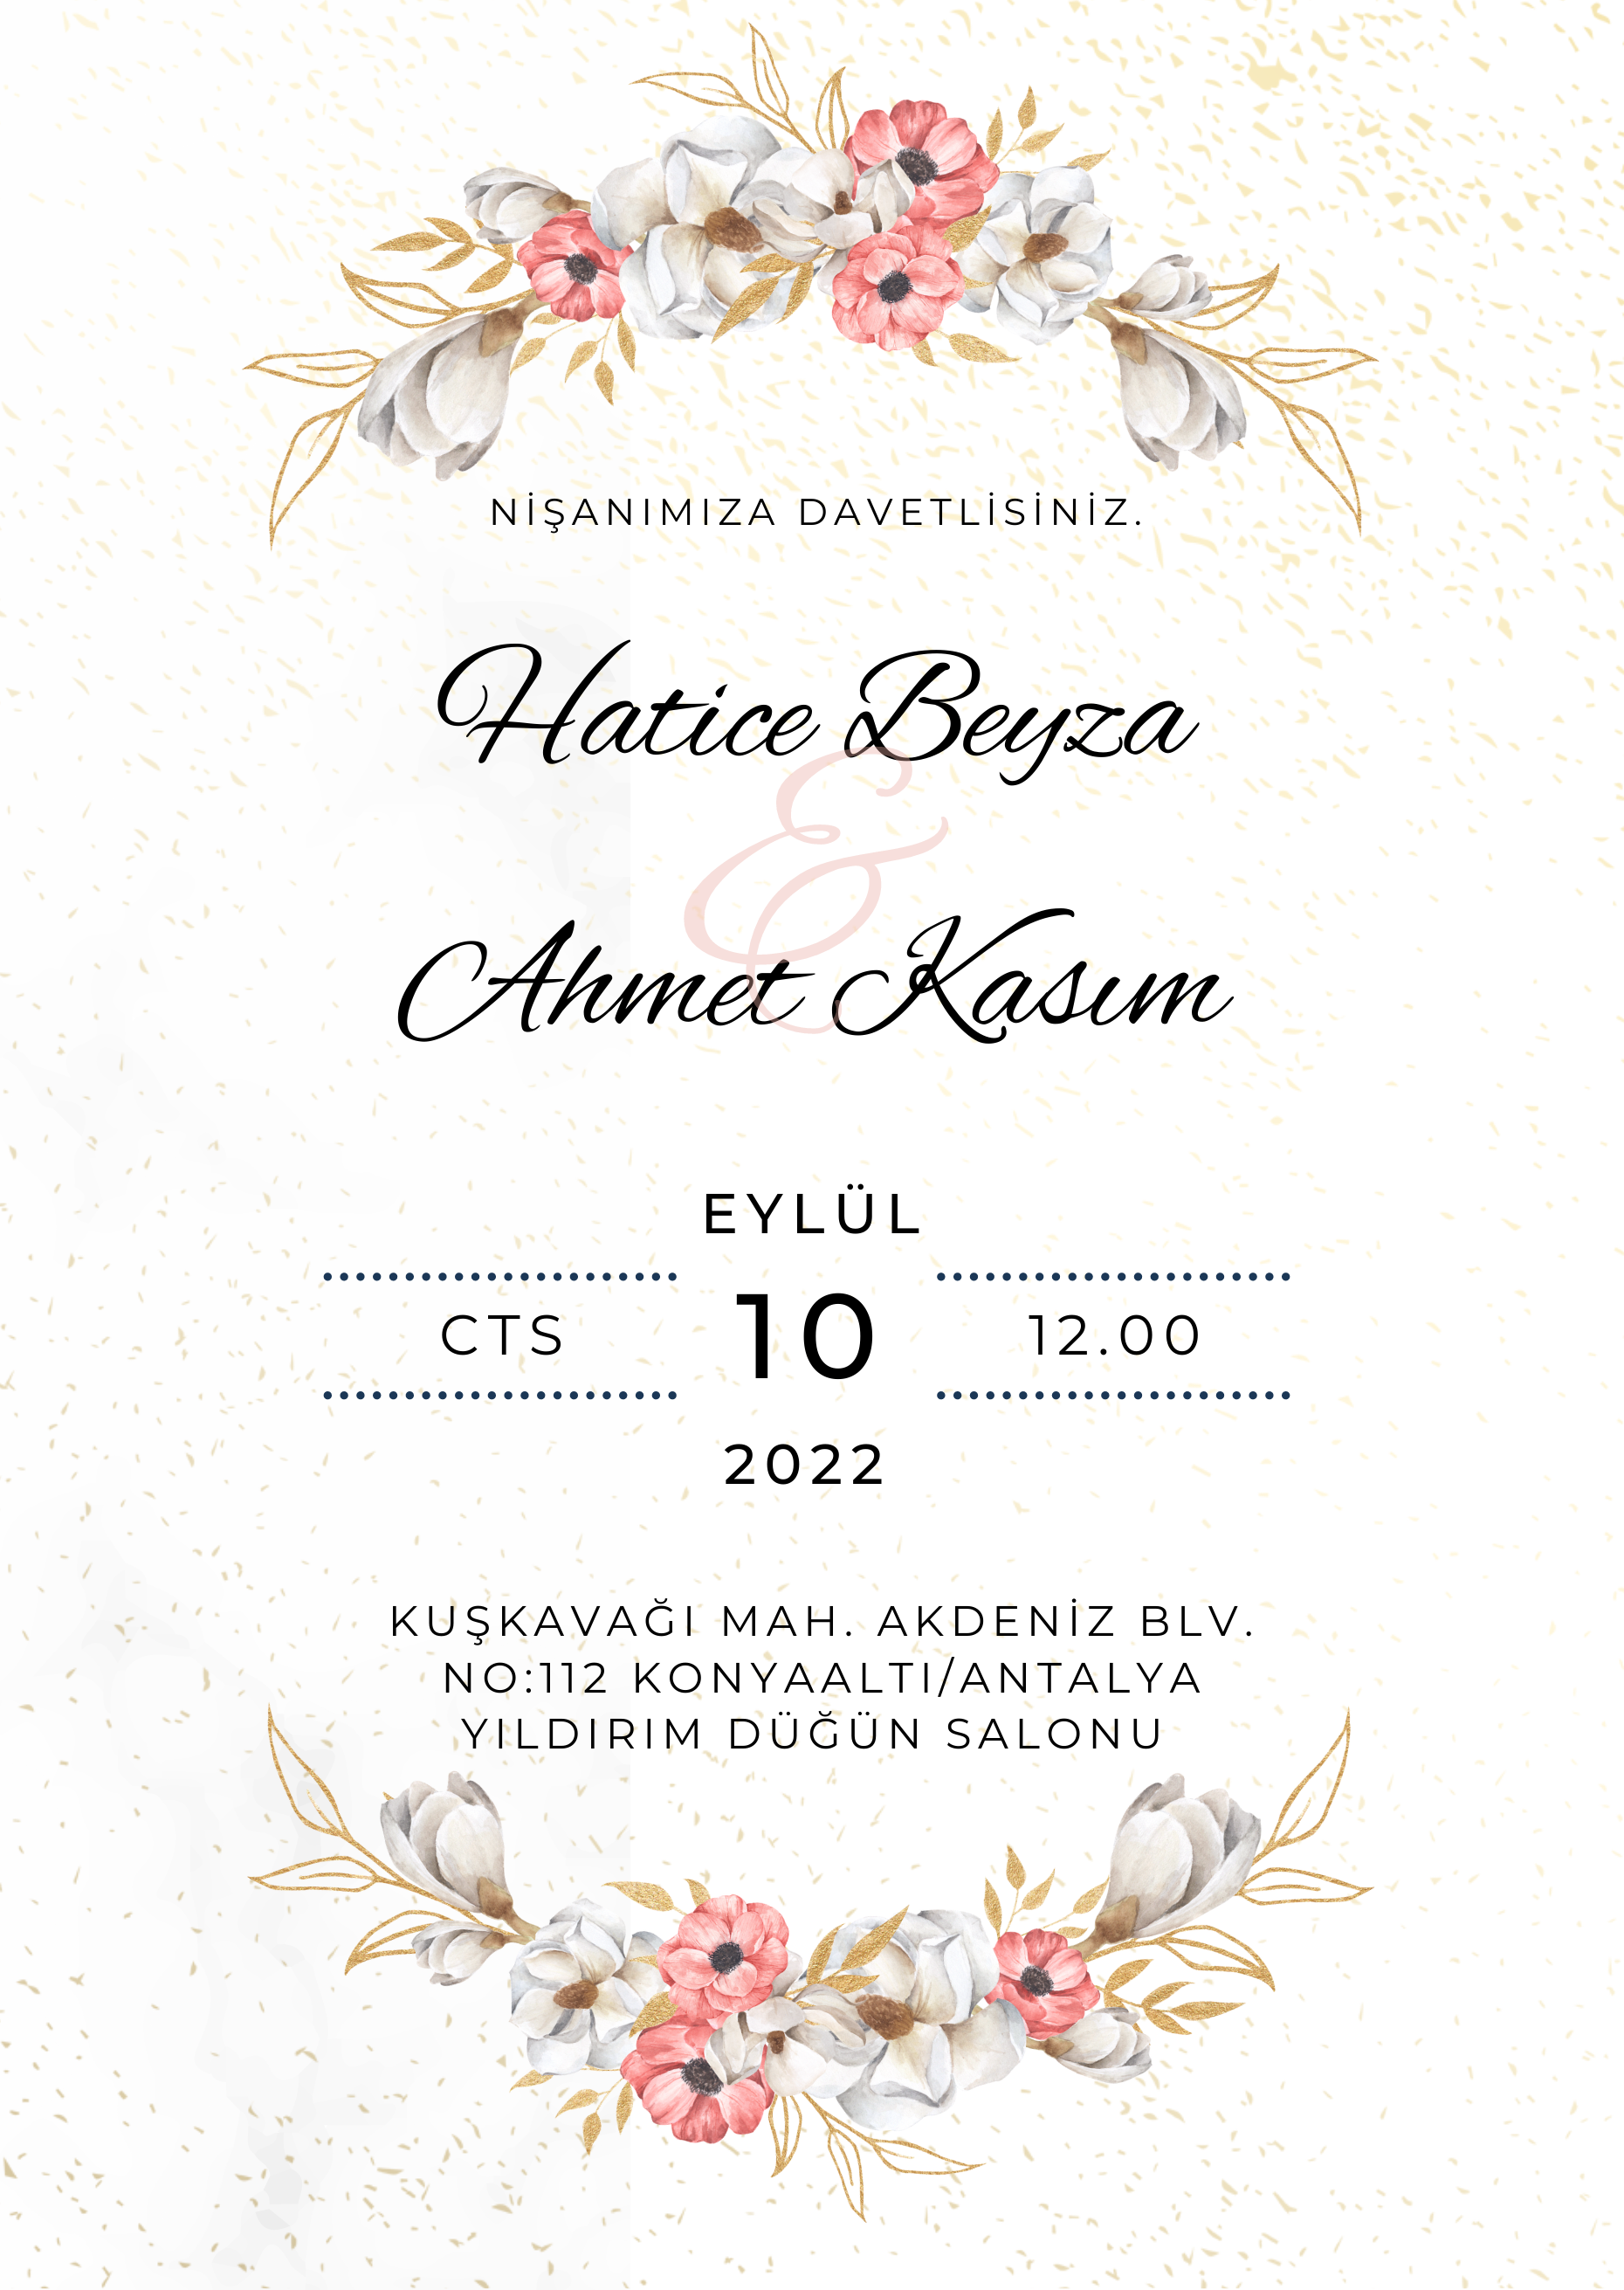 NİŞANIMIZA DAVETLİSİNİZ.
Hatice Beyza
&
Ahmet Kasım
EYLÜL
CTS 10 12.00
2022
KUŞKAVAĞI MAH. AKDENİZ BLV.
NO:112 KONYAALTI/ANTALYA
YILDIRIM DÜĞÜN SALONU